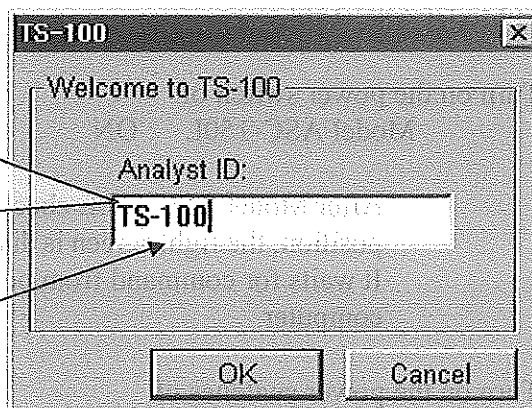 TS-100
Welcome to TS-100
Analyst ID:
TS-100
OK
Cancel